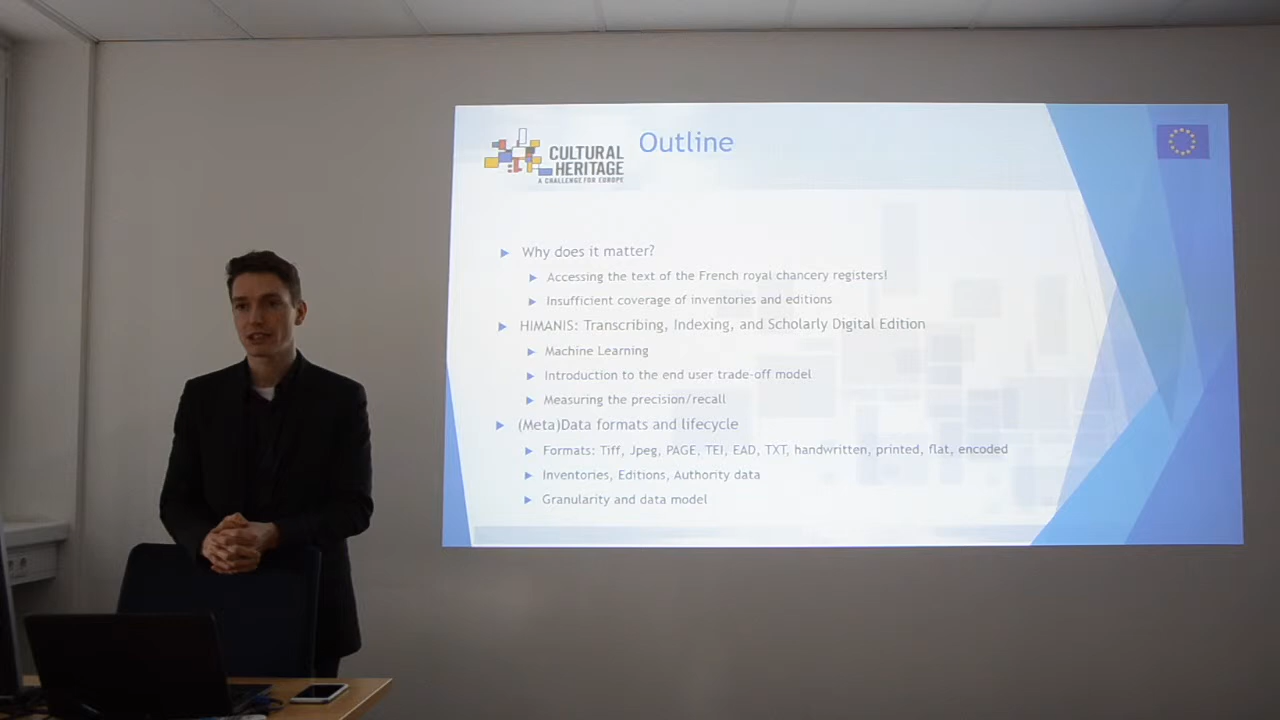 CULTURAL
HERITAGE
A CHALLENGE FOR EUROPE
Outline
Why does it matter?
Accessing the text of the French royal chancery registers!
Insufficient coverage of inventories and editions
HIMANIS: Transcribing, Indexing, and Scholarly Digital Edition
Machine Learning
Introduction to the end user trade-off model
Measuring the precision/recall
(Meta)Data formats and lifecycle
Formats: Tiff, Jpeg, PAGE, TEI, EAD, TXT, handwritten, printed, flat, encoded
Inventories, Editions, Authority data
Granularity and data model